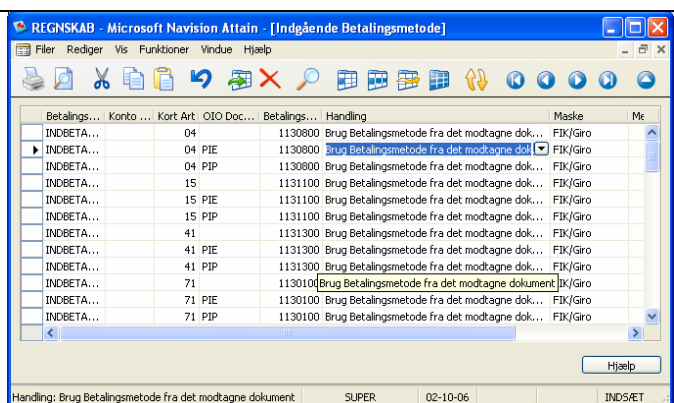 REGNSKAB - Microsoft Navision Attain - [Indgående Betalingsmetode]
Filer Rediger Vis Funktioner Vindue Hjælp
Betalings... Konto ... Kort Art OIO Doc... Betalings... Handling Maske Me
INDBETA... 04 1130800 Brug Betalingsmetode fra det modtagne dok... FIK/Giro
INDBETA... 04 PIE 1130800 Brug Betalingsmetode fra det modtagne dok FIK/Giro
INDBETA... 04 PIP 1130800 Brug Betalingsmetode fra det modtagne dok... FIK/Giro
INDBETA... 15 1131100 Brug Betalingsmetode fra det modtagne dok... FIK/Giro
INDBETA... 15 PIE 1131100 Brug Betalingsmetode fra det modtagne dok... FIK/Giro
INDBETA... 15 PIP 1131100 Brug Betalingsmetode fra det modtagne dok... FIK/Giro
INDBETA... 41 1131300 Brug Betalingsmetode fra det modtagne dok... FIK/Giro
INDBETA... 41 PIE 1131300 Brug Betalingsmetode fra det modtagne dok... FIK/Giro
INDBETA... 41 PIP 1131300 Brug Betalingsmetode fra det modtagne dok... FIK/Giro
INDBETA... 71 1130100 Brug Betalingsmetode fra det modtagne dokument IK/Giro
INDBETA... 71 PIE 1130100 Brug Betalingsmetode fra det modtagne dok... FIK/Giro
INDBETA... 71 PIP 1130100 Brug Betalingsmetode fra det modtagne dok... FIK/Giro
Hjælp
Handling: Brug Betalingsmetode fra det modtagne dokument SUPER 02-10-06 INDSÆT